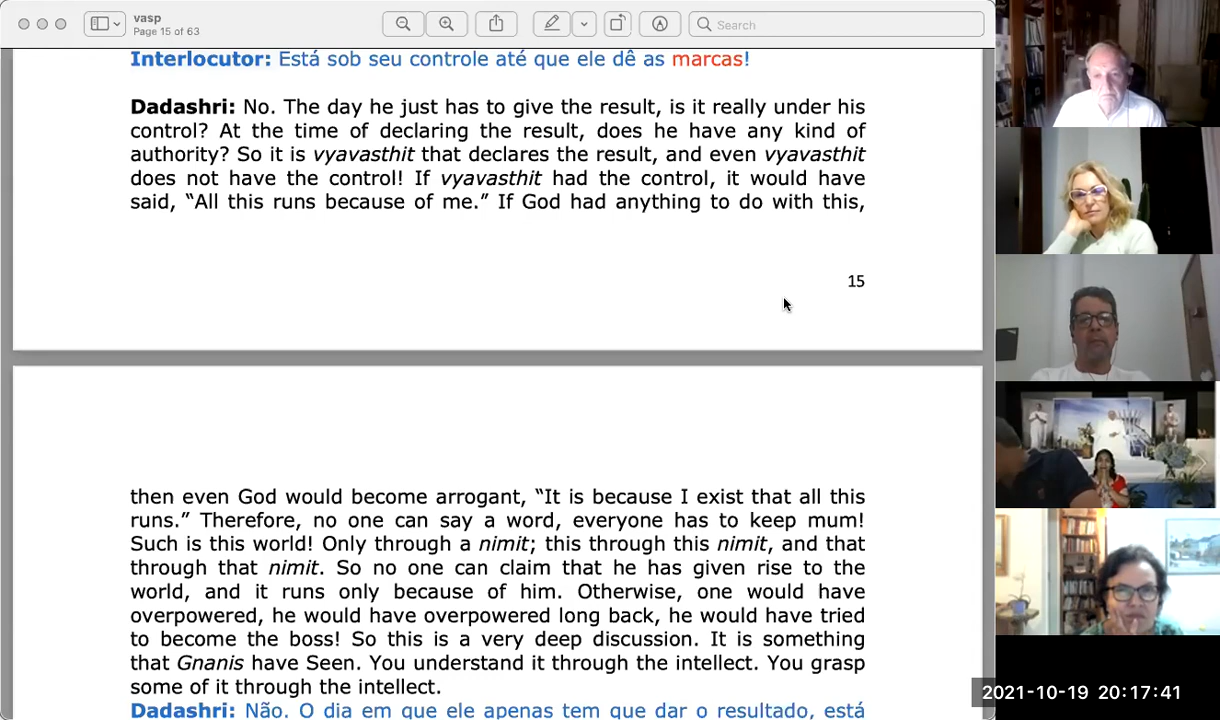 vasp
Page 15 of 63
Search
Interlocutor: Está sob seu controle até que ele dê as marcas!
Dadashri: No. The day he just has to give the result, is it really under his
control? At the time of declaring the result, does he have any kind of
authority? So it is vyavasthit that declares the result, and even vyavasthit
does not have the control! If vyavasthit had the control, it would have
said, “All this runs because of me.” If God had anything to do with this,
15
then even God would become arrogant, “It is because I exist that all this
runs.” Therefore, no one can say a word, everyone has to keep mum!
Such is this world! Only through a nimit; this through this nimit, and that
through that nimit. So no one can claim that he has given rise to the
world, and it runs only because of him. Otherwise, one would have
overpowered, he would have overpowered long back, he would have tried
to become the boss! So this is a very deep discussion. It is something
that Gnanis have Seen. You understand it through the intellect. You grasp
some of it through the intellect.
Dadashri: Não. O dia em que ele apenas tem que dar o resultado, está
2021-10-19 20:17:41